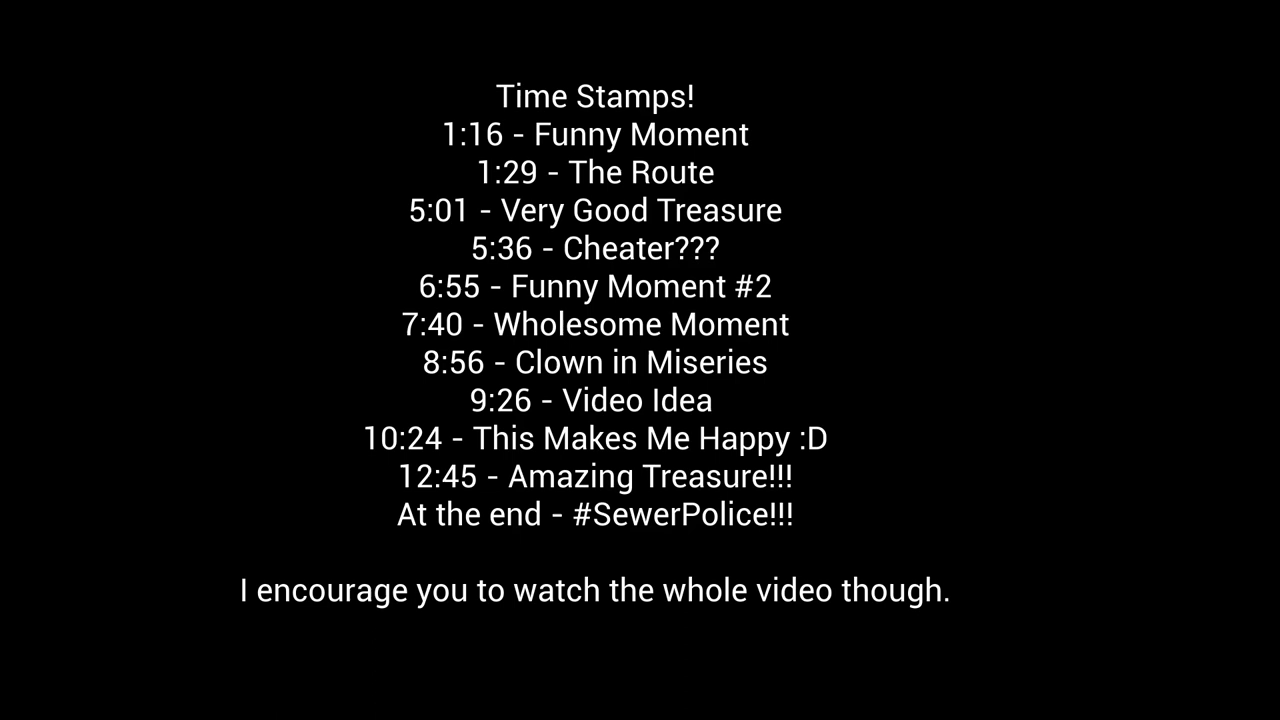 Time Stamps!
1:16 - Funny Moment
1:29 - The Route
5:01 - Very Good Treasure
5:36 - Cheater???
6:55 - Funny Moment #2
7:40 - Wholesome Moment
8:56 - Clown in Miseries
9:26 - Video Idea
10:24 - This Makes Me Happy :D
12:45 - Amazing Treasure!!!
At the end - #SewerPolice!!!
I encourage you to watch the whole video though.